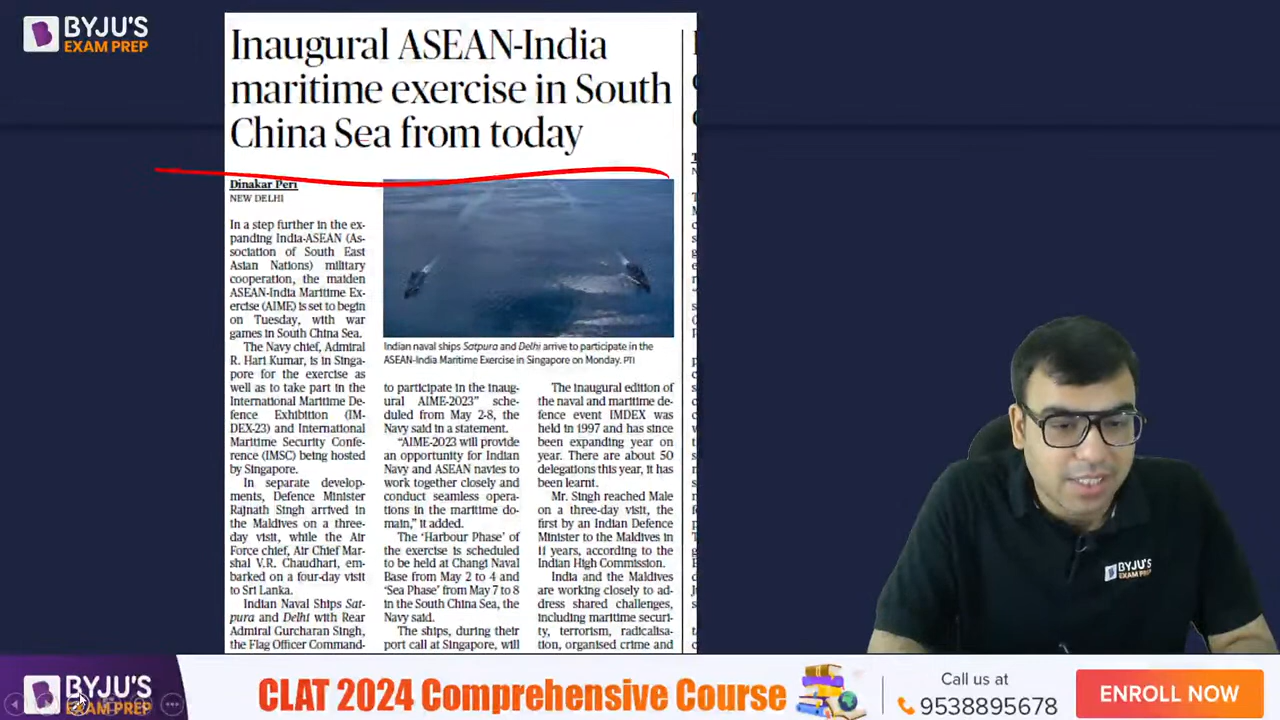 BYJU'S
EXAM PREP
Inaugural ASEAN-India
maritime exercise in South
China Sea from today
Dinakar Peri
NEW DELHI
In a step further in the ex-
panding India-ASEAN (As-
sociation of South East
Asian Nations) military
cooperation, the maiden
ASEAN-India Maritime Ex-
ercise (AIME) is set to begin
on Tuesday, with war
games in South China Sea.
The Navy chief, Admiral
R. Hari Kumar, is in Singa-
pore for the exercise as
well as to take part in the
International Maritime De-
fence Exhibition (IM-
DEX-23) and International
Maritime Security Confe-
rence (IMSC) being hosted
by Singapore.
In separate develop-
ments, Defence Minister
Rajnath Singh arrived in
the Maldives on a three-
day visit, while the Air
Force chief, Air Chief Mar-
shal V.R. Chaudhari, em-
barked on a four-day visit
to Sri Lanka.
Indian Naval Ships Sat-
pura and Delhi with Rear
Admiral Gurcharan Singh,
the Flag Officer Command-
Indian naval ships Satpura and Delhi arrive to participate in the
ASEAN-India Maritime Exercise in Singapore on Monday. PTI
to participate in the inaug-
ural AIME-2023" sche-
duled from May 2-8, the
Navy said in a statement.
"AIME-2023 will provide
an opportunity for Indian
Navy and ASEAN navies to
work together closely and
conduct seamless opera-
tions in the maritime do-
main," it added.
The 'Harbour Phase' of
the exercise is scheduled
to be held at Changi Naval
Base from May 2 to 4 and
'Sea Phase' from May 7 to 8
in the South China Sea, the
Navy said.
The ships, during their
port call at Singapore, will
The inaugural edition of
the naval and maritime de-
fence event IMDEX was
held in 1997 and has since
been expanding year on
year. There are about 50
delegations this year, it has
been learnt.
Mr. Singh reached Male
on a three-day visit, the
first by an Indian Defence
Minister to the Maldives in
11 years, according to the
Indian High Commission.
India and the Maldives
are working closely to ad-
dress shared challenges,
including maritime securi-
ty, terrorism, radicalisa-
tion, organised crime and
BYJU'S
EXAM PREP
BYJU'S
EXAM PREP
CLAT 2024 Comprehensive Course
Call us at
9538895678
ENROLL NOW